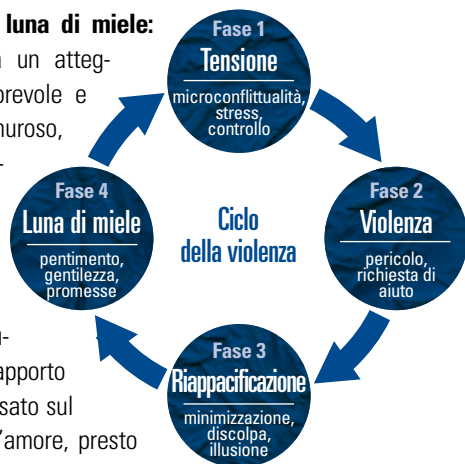 luna di miele:
a un atteg-
orevole e
uroso,
-
-
apporto
sato sul
'amore, presto
Fase 1
Tensione
microconflittualità,
stress,
controllo
Fase 2
Violenza
pericolo,
richiesta di
aiuto
Fase 3
Riappacificazione
minimizzazione,
discolpa,
illusione
Fase 4
Luna di miele
pentimento,
gentilezza,
promesse
Ciclo
della violenza